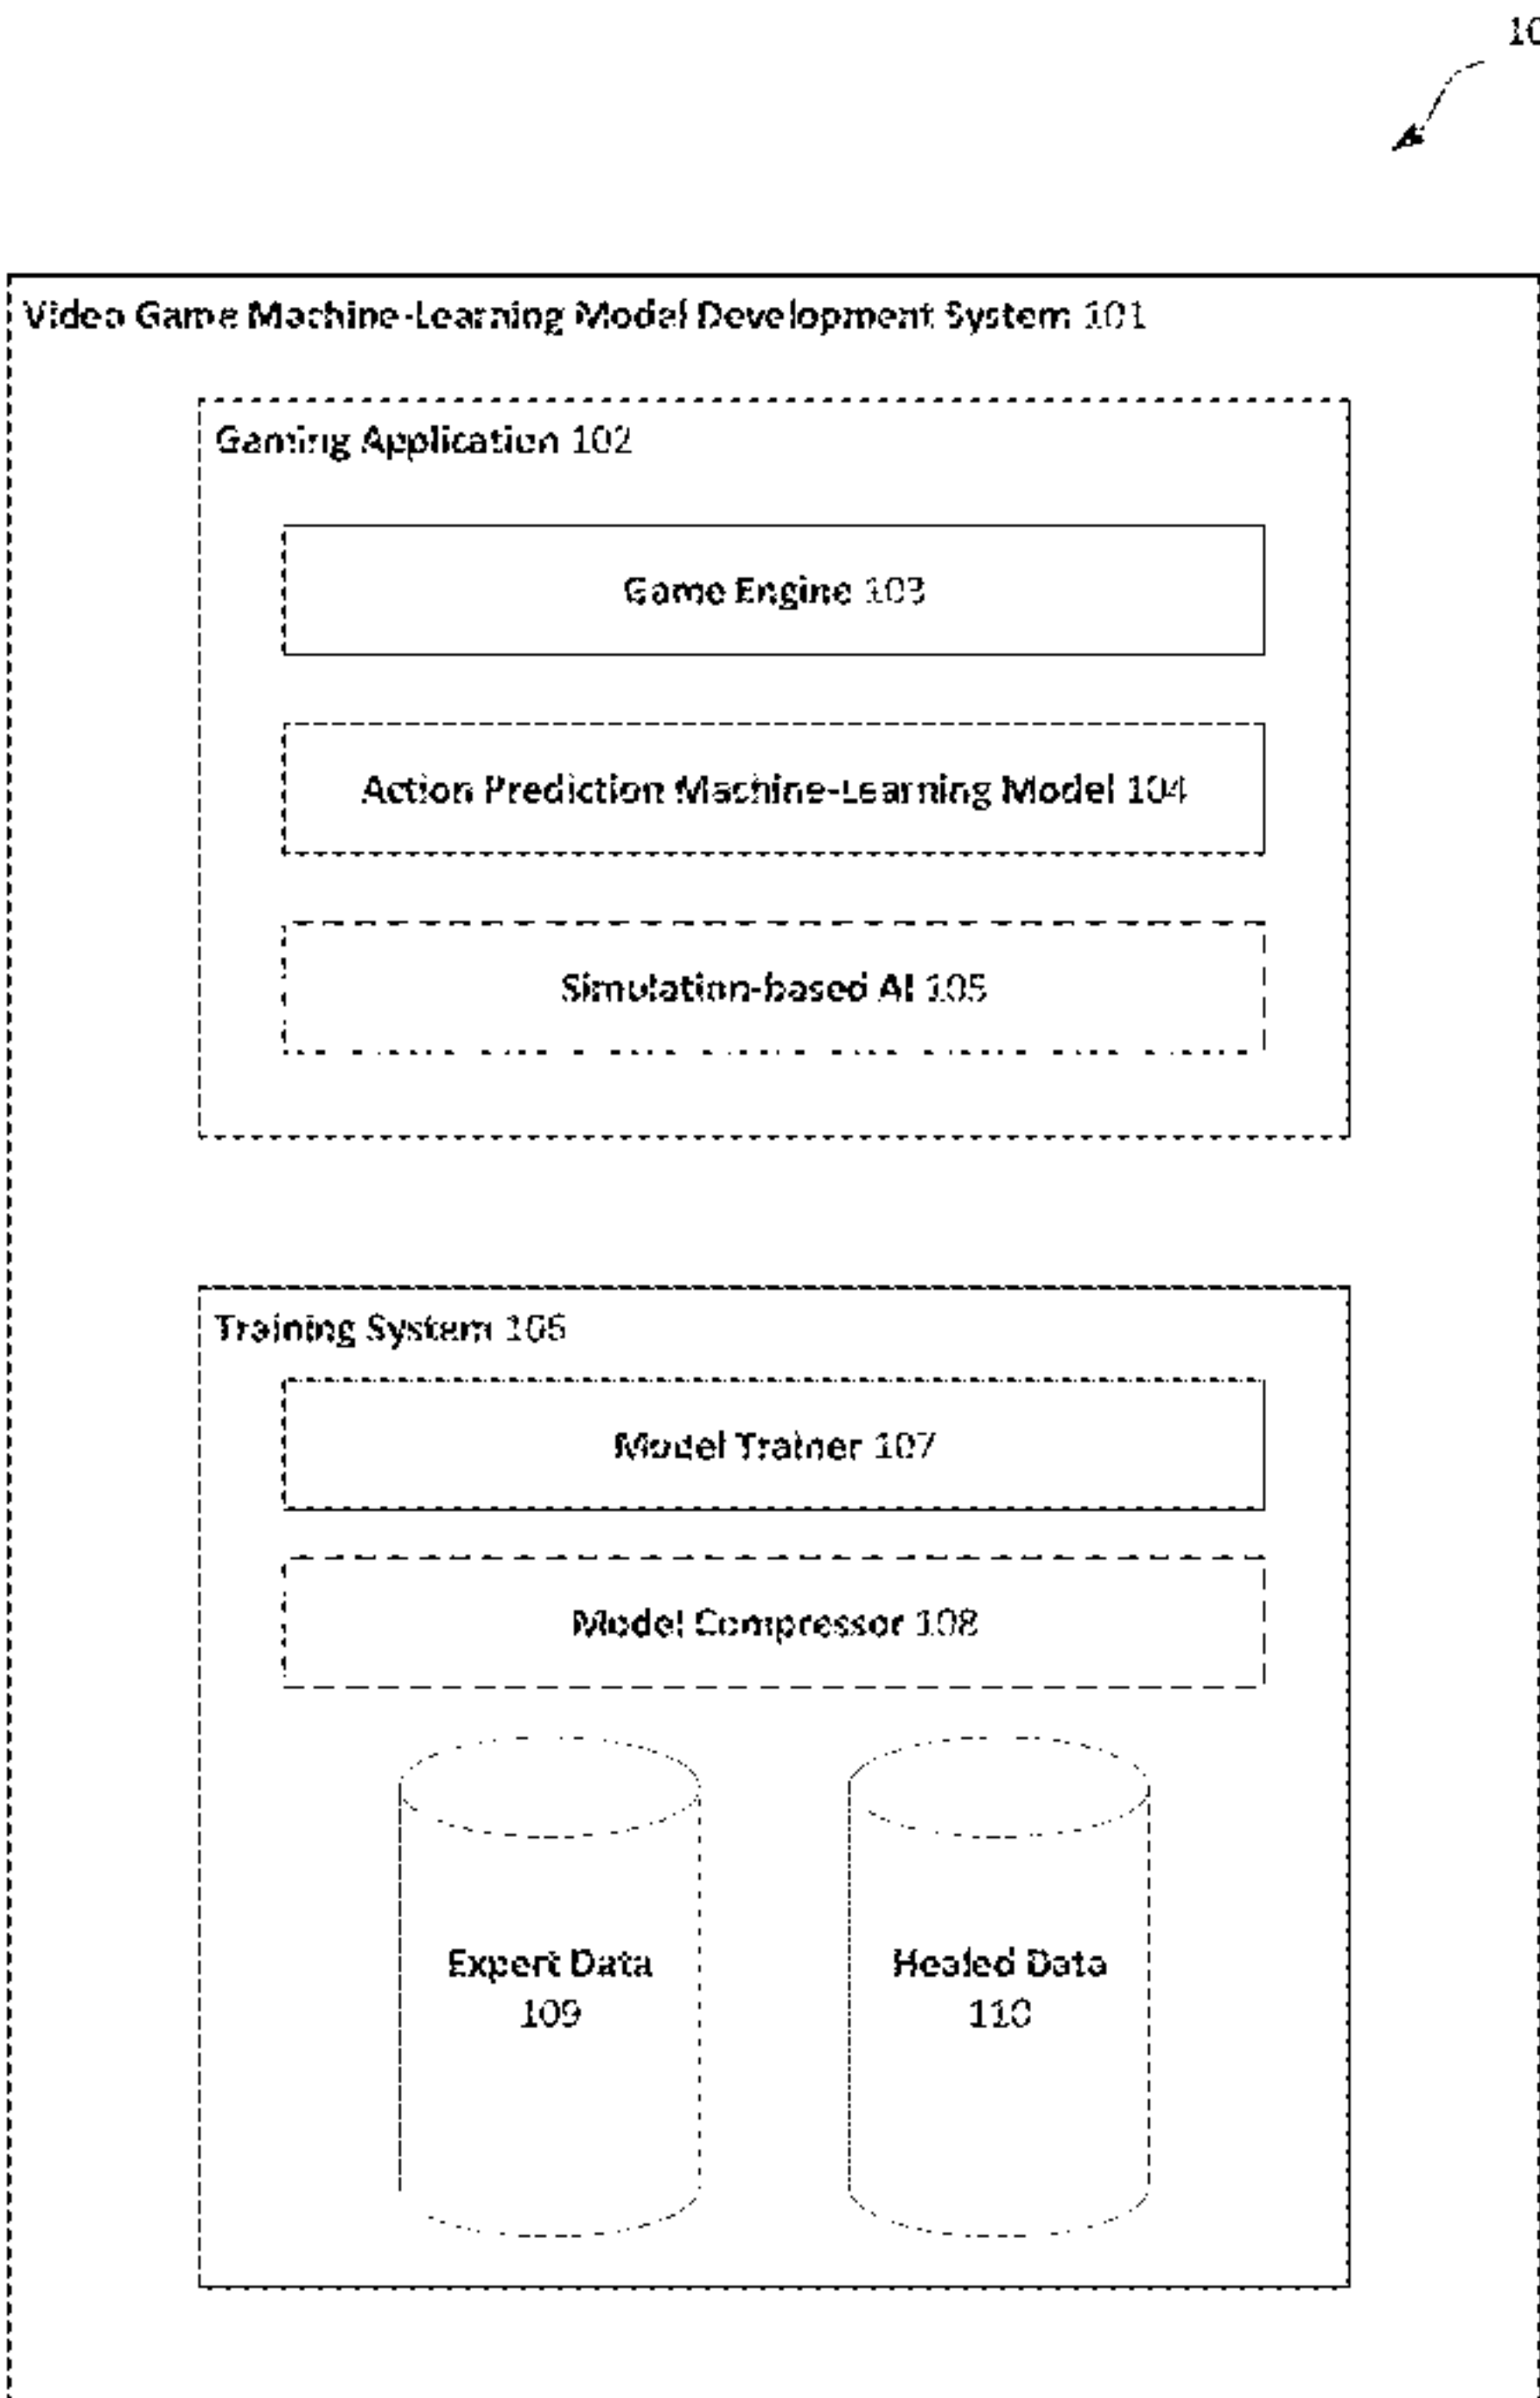 10
Video Game Machine-Learning Model Development System 101
Gaming Application 102
Game Engine 103
Action Prediction Machine-Learning Model 104
Simulation-based AI 105
Training System 106
Model Trainer 107
Model Compressor 108
Expert Data
109
Healed Data
110